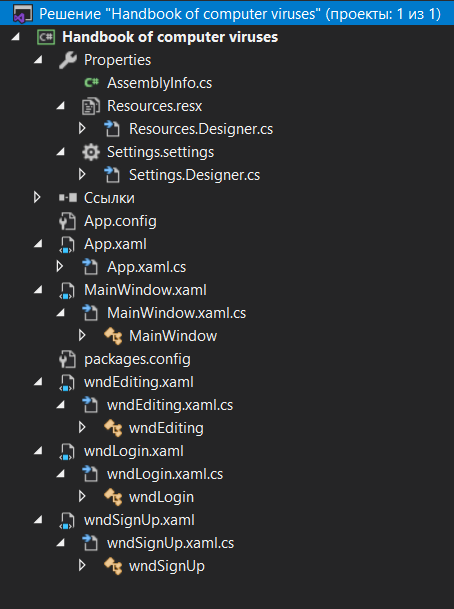 Решение "Handbook of computer viruses" (проекты: 1 из 1)
Handbook of computer viruses
Properties
C# AssemblyInfo.cs
Resources.resx
Resources.Designer.cs
Settings.settings
Settings.Designer.cs
Ссылки
App.config
App.xaml
App.xaml.cs
MainWindow.xaml
MainWindow.xaml.cs
MainWindow
packages.config
wndEditing.xaml
wndEditing.xaml.cs
wndEditing
wndLogin.xaml
wndLogin.xaml.cs
wndLogin
wndSignUp.xaml
wndSignUp.xaml.cs
wndSignUp